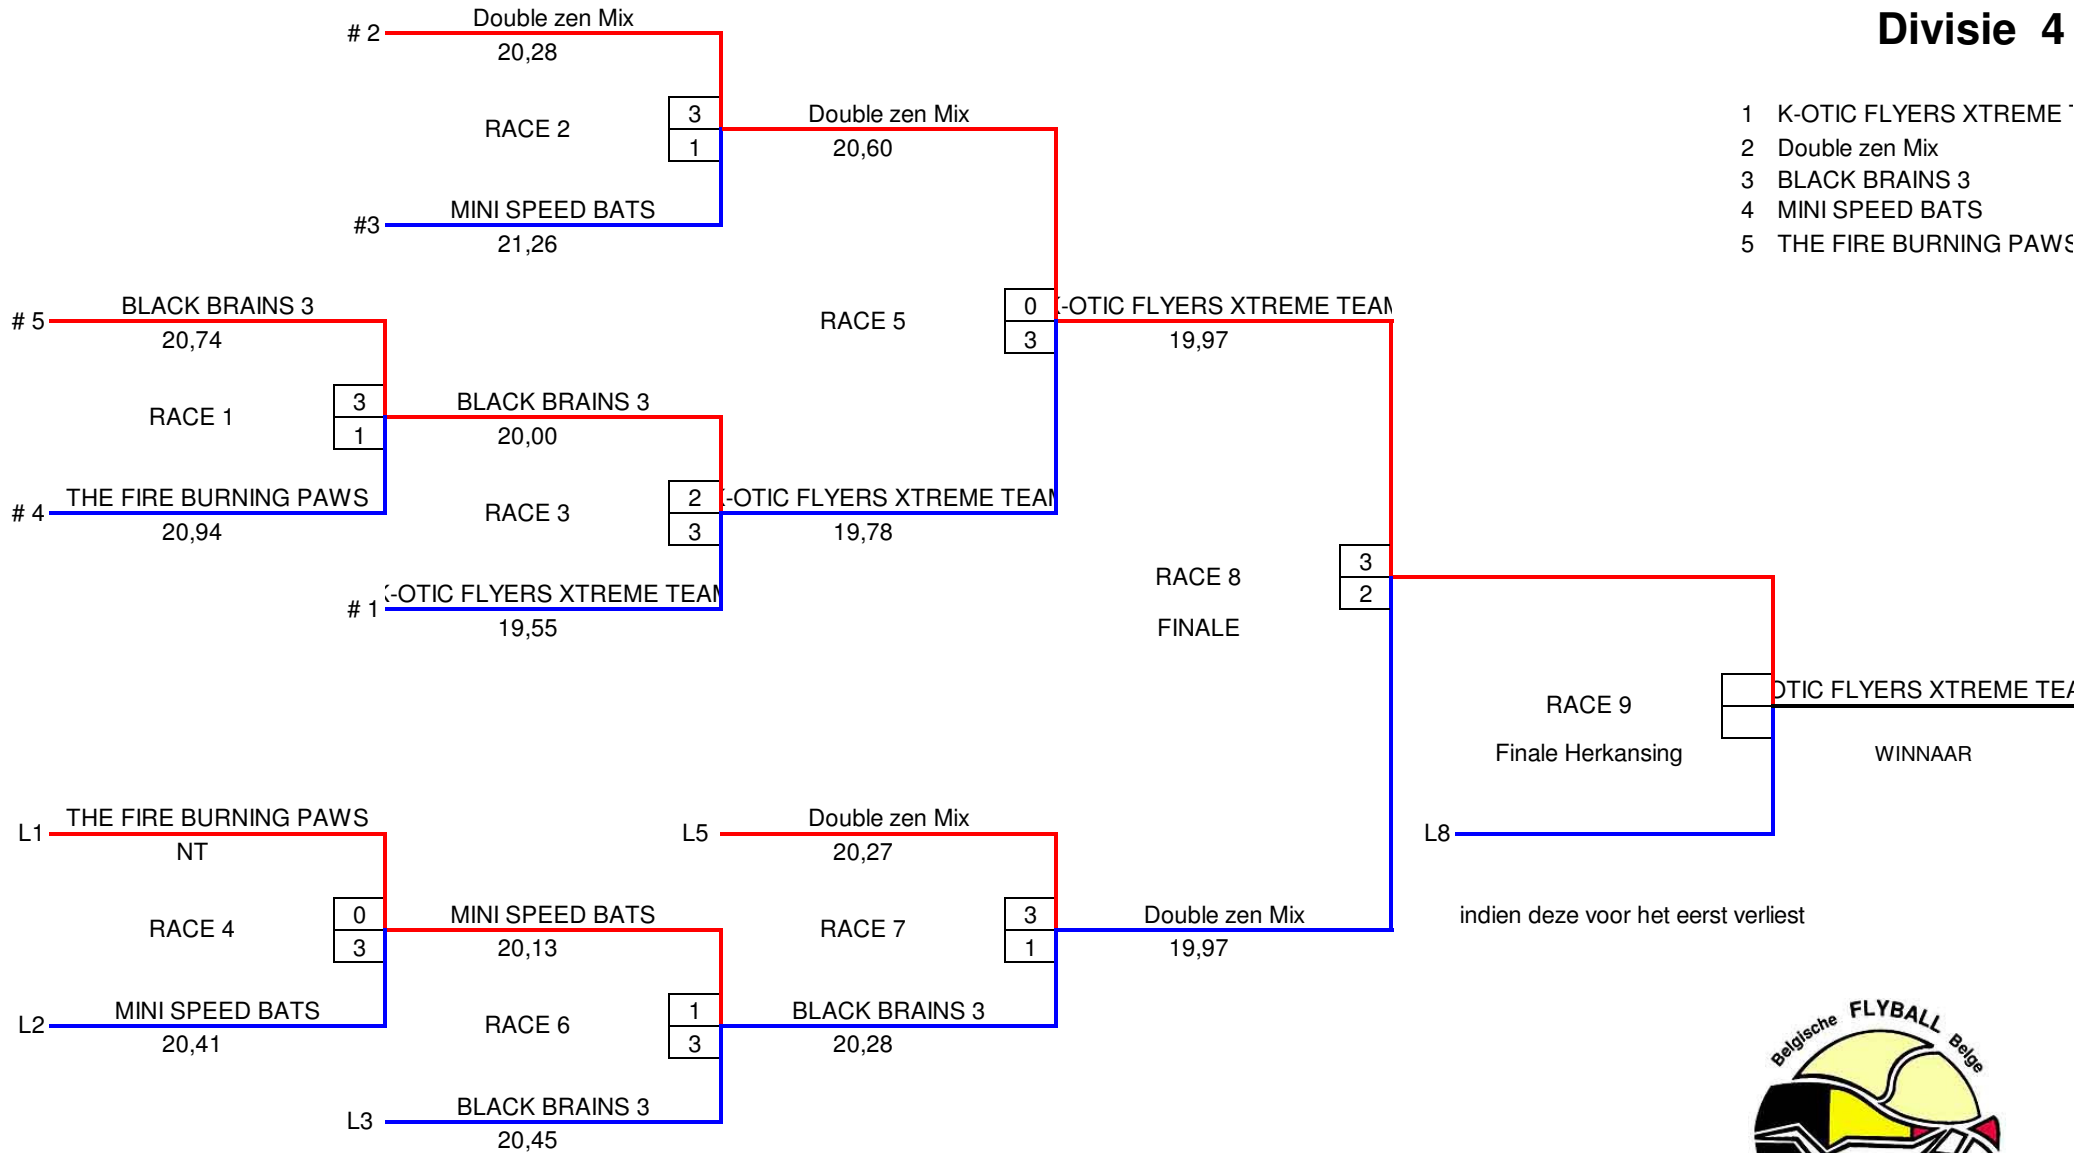 Divisie 4
1 K-OTIC FLYERS XTREME
2 Double zen Mix
3 BLACK BRAINS 3
4 MINI SPEED BATS
5 THE FIRE BURNING PAWS
# 2
Double zen Mix
20,28
RACE 2
3
1
#3
MINI SPEED BATS
21,26
Double zen Mix
20,60
# 5
BLACK BRAINS 3
20,74
RACE 1
3
1
# 4
THE FIRE BURNING PAWS
20,94
BLACK BRAINS 3
20,00
RACE 3
2
3
# 1
K-OTIC FLYERS XTREME TEAM
19,55
RACE 5
0
3
K-OTIC FLYERS XTREME TEAM
19,78
K-OTIC FLYERS XTREME TEAM
19,97
RACE 8
3
2
FINALE
RACE 9
Finale Herkansing
OTIC FLYERS XTREME TEA
WINNAAR
L8
indien deze voor het eerst verliest
L1
THE FIRE BURNING PAWS
NT
RACE 4
0
3
L2
MINI SPEED BATS
20,41
MINI SPEED BATS
20,13
RACE 6
1
3
L3
BLACK BRAINS 3
20,45
L5
Double zen Mix
20,27
RACE 7
3
1
BLACK BRAINS 3
20,28
Double zen Mix
19,97
Belgische FLYBALL Belge